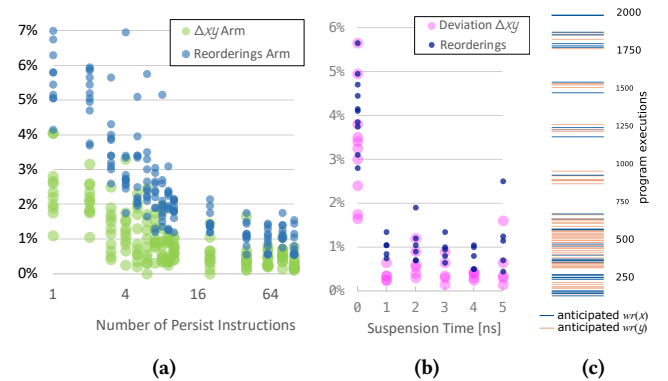 7%
6%
5%
4%
3%
2%
1%
0%
1
4
16
64
Δxy Arm
Reorderings Arm
Number of Persist Instructions
(a)
6%
5%
4%
3%
2%
1%
0%
0
1
2
3
4
5
Deviation Δxy
Reorderings
Suspension Time [ns]
(b)
2000
1750
1500
1250
1000
750
500
250
program executions
anticipated wr(x)
anticipated wr(y)
(c)